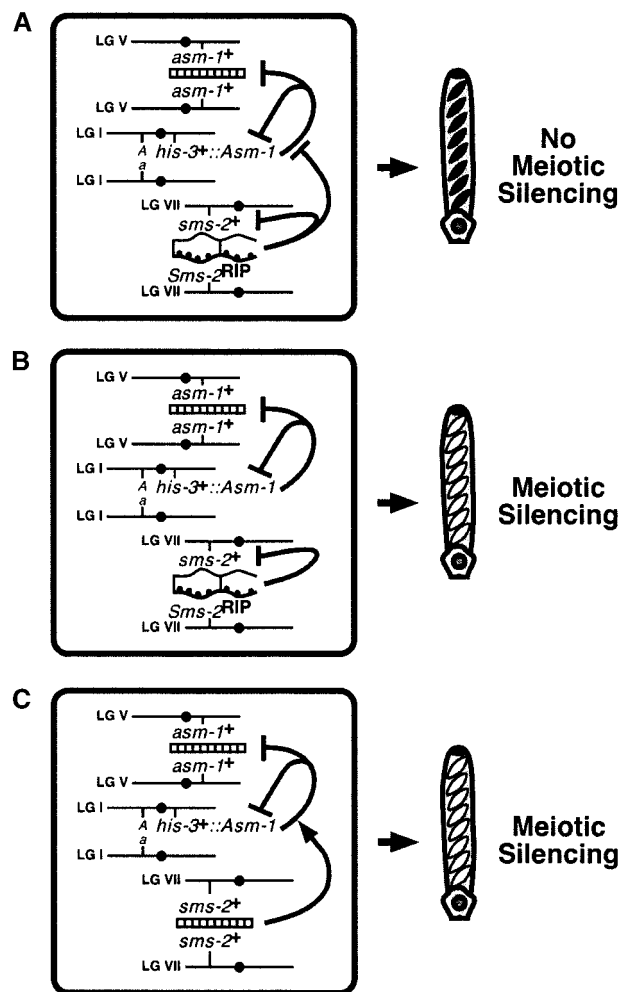 A
LG V
asm-1+
asm-1+
LG V
LG I
A
a
his-3+::Asm-1
LG I
LG VII
sms-2+
Sms-2RIP
LG VII
No
Meiotic
Silencing
B
LG V
asm-1+
asm-1+
LG V
LG I
A
a
his-3+::Asm-1
LG I
LG VII
sms-2+
Sms-2RIP
LG VII
Meiotic
Silencing
C
LG V
asm-1+
asm-1+
LG V
LG I
A
a
his-3+::Asm-1
LG I
LG VII
sms-2+
sms-2+
LG VII
Meiotic
Silencing